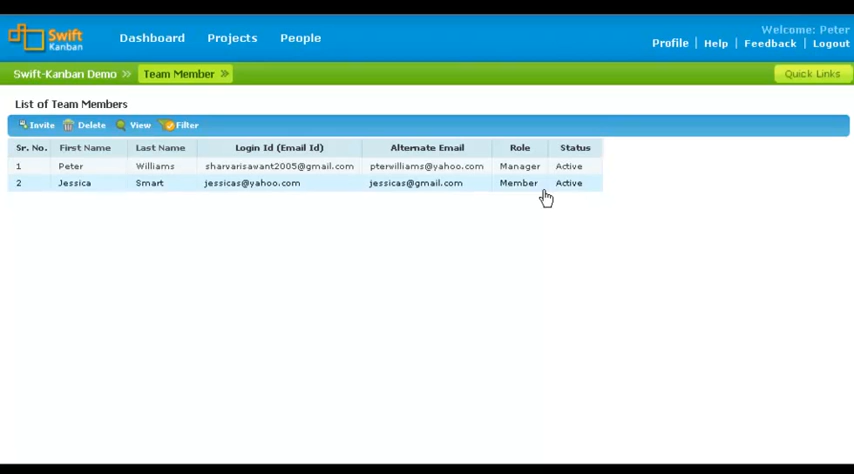 Swift
Kanban
Dashboard Projects People
Welcome: Peter
Profile | Help | Feedback | Logout
Swift-Kanban Demo » Team Member » Quick Links
List of Team Members
Invite Delete View Filter
Sr. No. First Name Last Name Login Id (Email Id) Alternate Email Role Status
1 Peter Williams sharvarisawant2005@gmail.com pterwilliams@yahoo.com Manager Active
2 Jessica Smart jessicas@yahoo.com jessicas@gmail.com Member Active